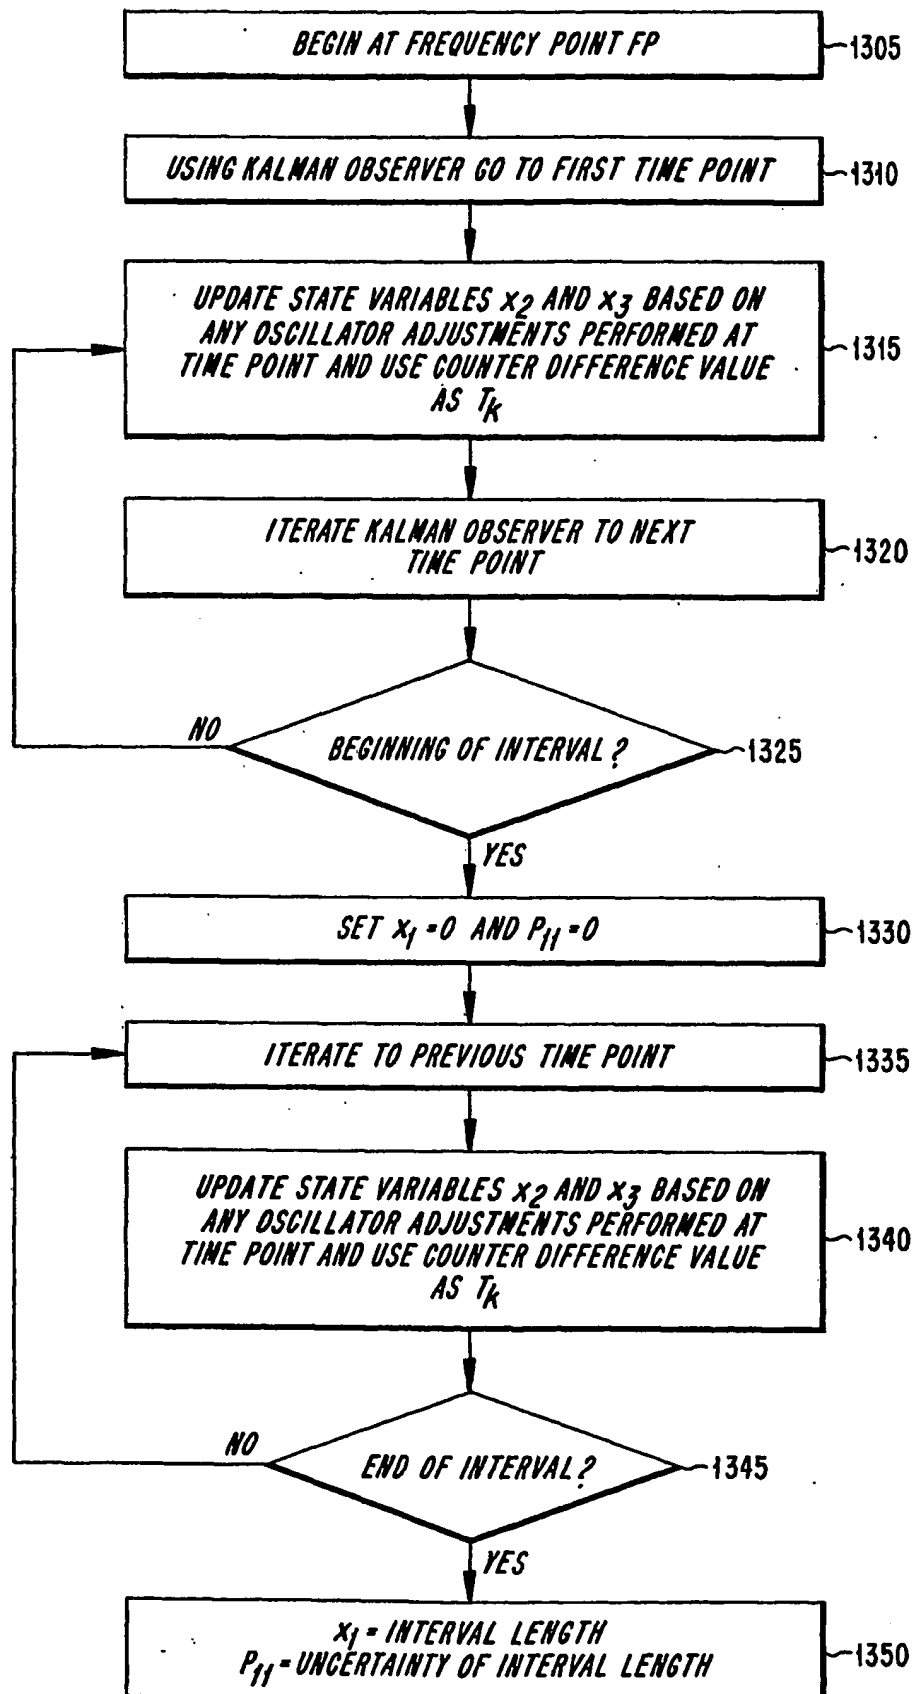 BEGIN AT FREQUENCY POINT FP
1305
USING KALMAN OBSERVER GO TO FIRST TIME POINT
1310
UPDATE STATE VARIABLES x2 AND x3 BASED ON
ANY OSCILLATOR ADJUSTMENTS PERFORMED AT
TIME POINT AND USE COUNTER DIFFERENCE VALUE
AS Tk
1315
ITERATE KALMAN OBSERVER TO NEXT
TIME POINT
1320
NO
BEGINNING OF INTERVAL?
1325
YES
SET x1=0 AND P11=0
1330
ITERATE TO PREVIOUS TIME POINT
1335
UPDATE STATE VARIABLES x2 AND x3 BASED ON
ANY OSCILLATOR ADJUSTMENTS PERFORMED AT
TIME POINT AND USE COUNTER DIFFERENCE VALUE
AS Tk
1340
NO
END OF INTERVAL?
1345
YES
x1=INTERVAL LENGTH
P11=UNCERTAINTY OF INTERVAL LENGTH
1350